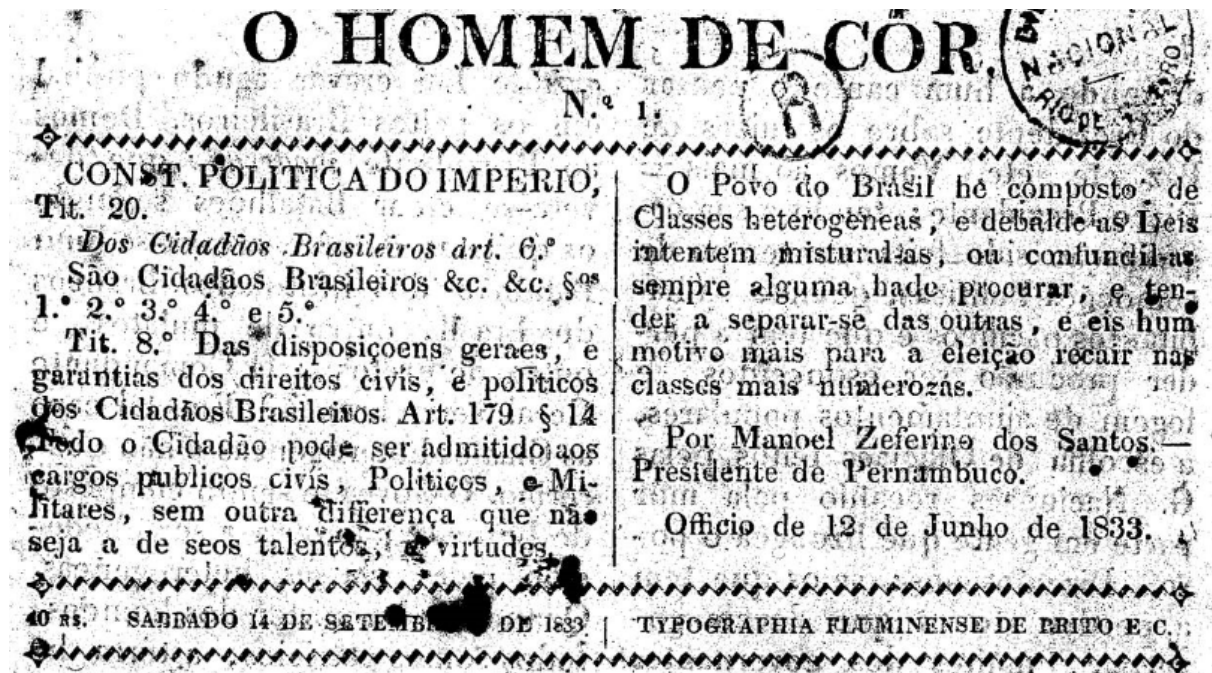 O HOMEM DE CÔR.
N.º 1.
NACIONAL
RIO DE
R
CONST. POLITICA DO IMPERIO,
Tit. 20.
Dos Cidadãos Brasileiros art. 6.º
São Cidadãos Brasileiros &c. &c. §os
1.º 2.º 3.º 4.º e 5.º
Tit. 8.º Das disposiçoens geraes, e
garantias dos direitos civis, e politicos
dos Cidadãos Brasileiros. Art. 179 § 14
Todo o Cidadão pode ser admitido aos
cargos publicos civis, Politicos, e Mi-
litares, sem outra differença que não
seja a de seos talentos, e virtudes.
O Povo do Brasil he composto de
Classes heterogeneas, e debalde as Leis
intentem mistural-as, ou confundil-as
sempre alguma hade procurar, e ten-
der a separar-se das outras, e eis hum
motivo mais para a eleição recair nas
classes mais numerozas.
Por Manoel Zeferino dos Santos.—
Presidente de Pernambuco.
Officio de 12 de Junho de 1833.
40 RS. SABBADO 14 DE SETEMBRO DE 1833
TYPOGRAPHIA FLUMINENSE DE BRITO E C.